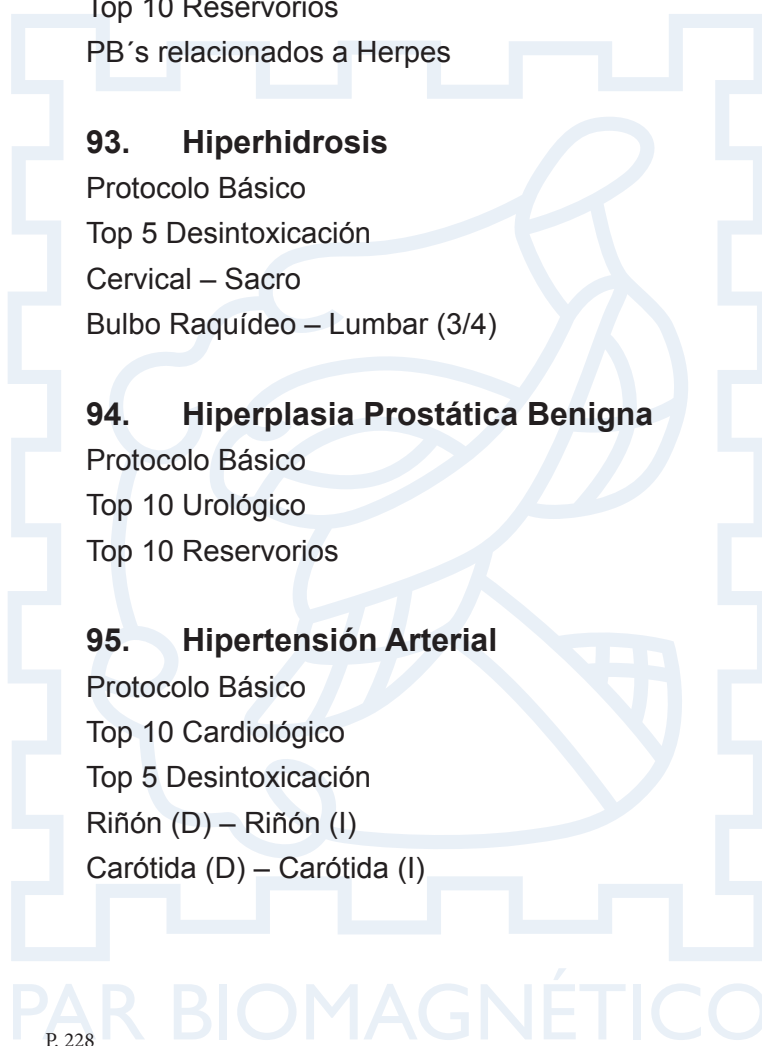 Top 10 Reservorios
PB´s relacionados a Herpes
93. Hiperhidrosis
Protocolo Básico
Top 5 Desintoxicación
Cervical – Sacro
Bulbo Raquídeo – Lumbar (3/4)
94. Hiperplasia Prostática Benigna
Protocolo Básico
Top 10 Urológico
Top 10 Reservorios
95. Hipertensión Arterial
Protocolo Básico
Top 10 Cardiológico
Top 5 Desintoxicación
Riñón (D) – Riñón (I)
Carótida (D) – Carótida (I)
PAR BIOMAGNÉTICO
P. 228